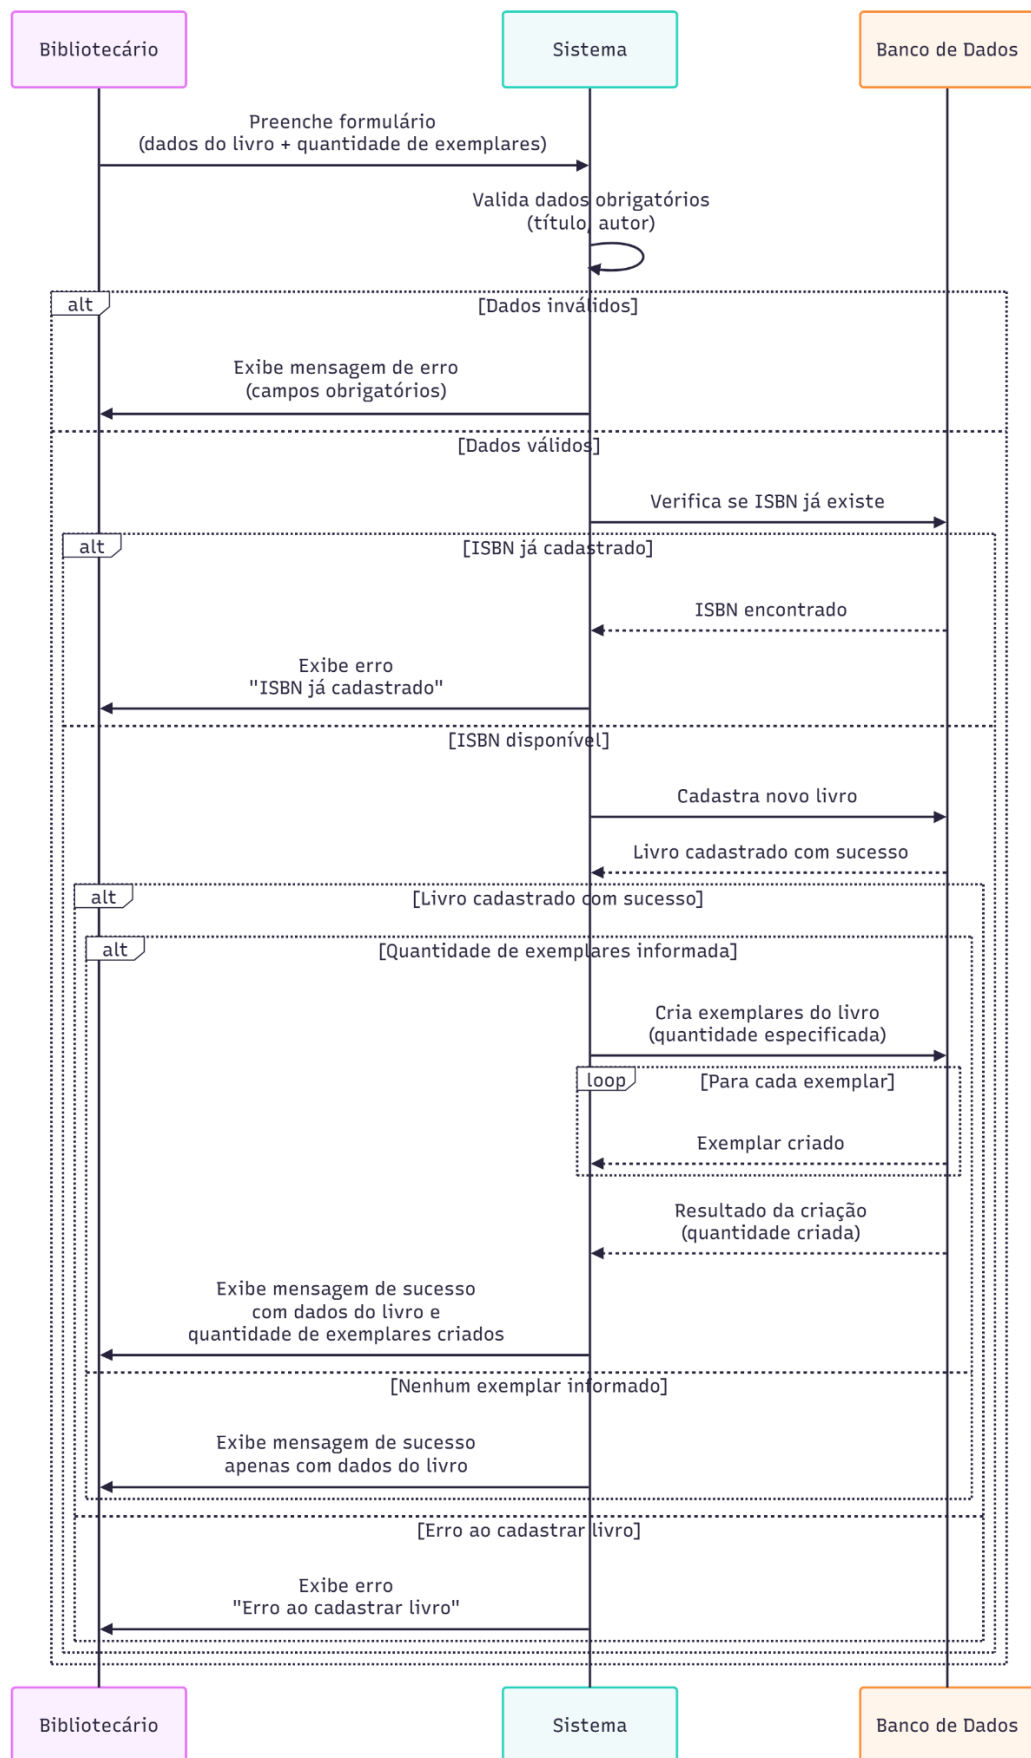 Bibliotecário
Sistema
Banco de Dados
Preenche formulário
(dados do livro + quantidade de exemplares)
Valida dados obrigatórios
(título, autor)
alt
[Dados inválidos]
Exibe mensagem de erro
(campos obrigatórios)
[Dados válidos]
Verifica se ISBN já existe
alt
[ISBN já cadastrado]
ISBN encontrado
Exibe erro
"ISBN já cadastrado"
[ISBN disponível]
Cadastra novo livro
Livro cadastrado com sucesso
alt
[Livro cadastrado com sucesso]
alt
[Quantidade de exemplares informada]
Cria exemplares do livro
(quantidade especificada)
loop
[Para cada exemplar]
Exemplar criado
Resultado da criação
(quantidade criada)
Exibe mensagem de sucesso
com dados do livro e
quantidade de exemplares criados
[Nenhum exemplar informado]
Exibe mensagem de sucesso
apenas com dados do livro
[Erro ao cadastrar livro]
Exibe erro
"Erro ao cadastrar livro"
Bibliotecário
Sistema
Banco de Dados